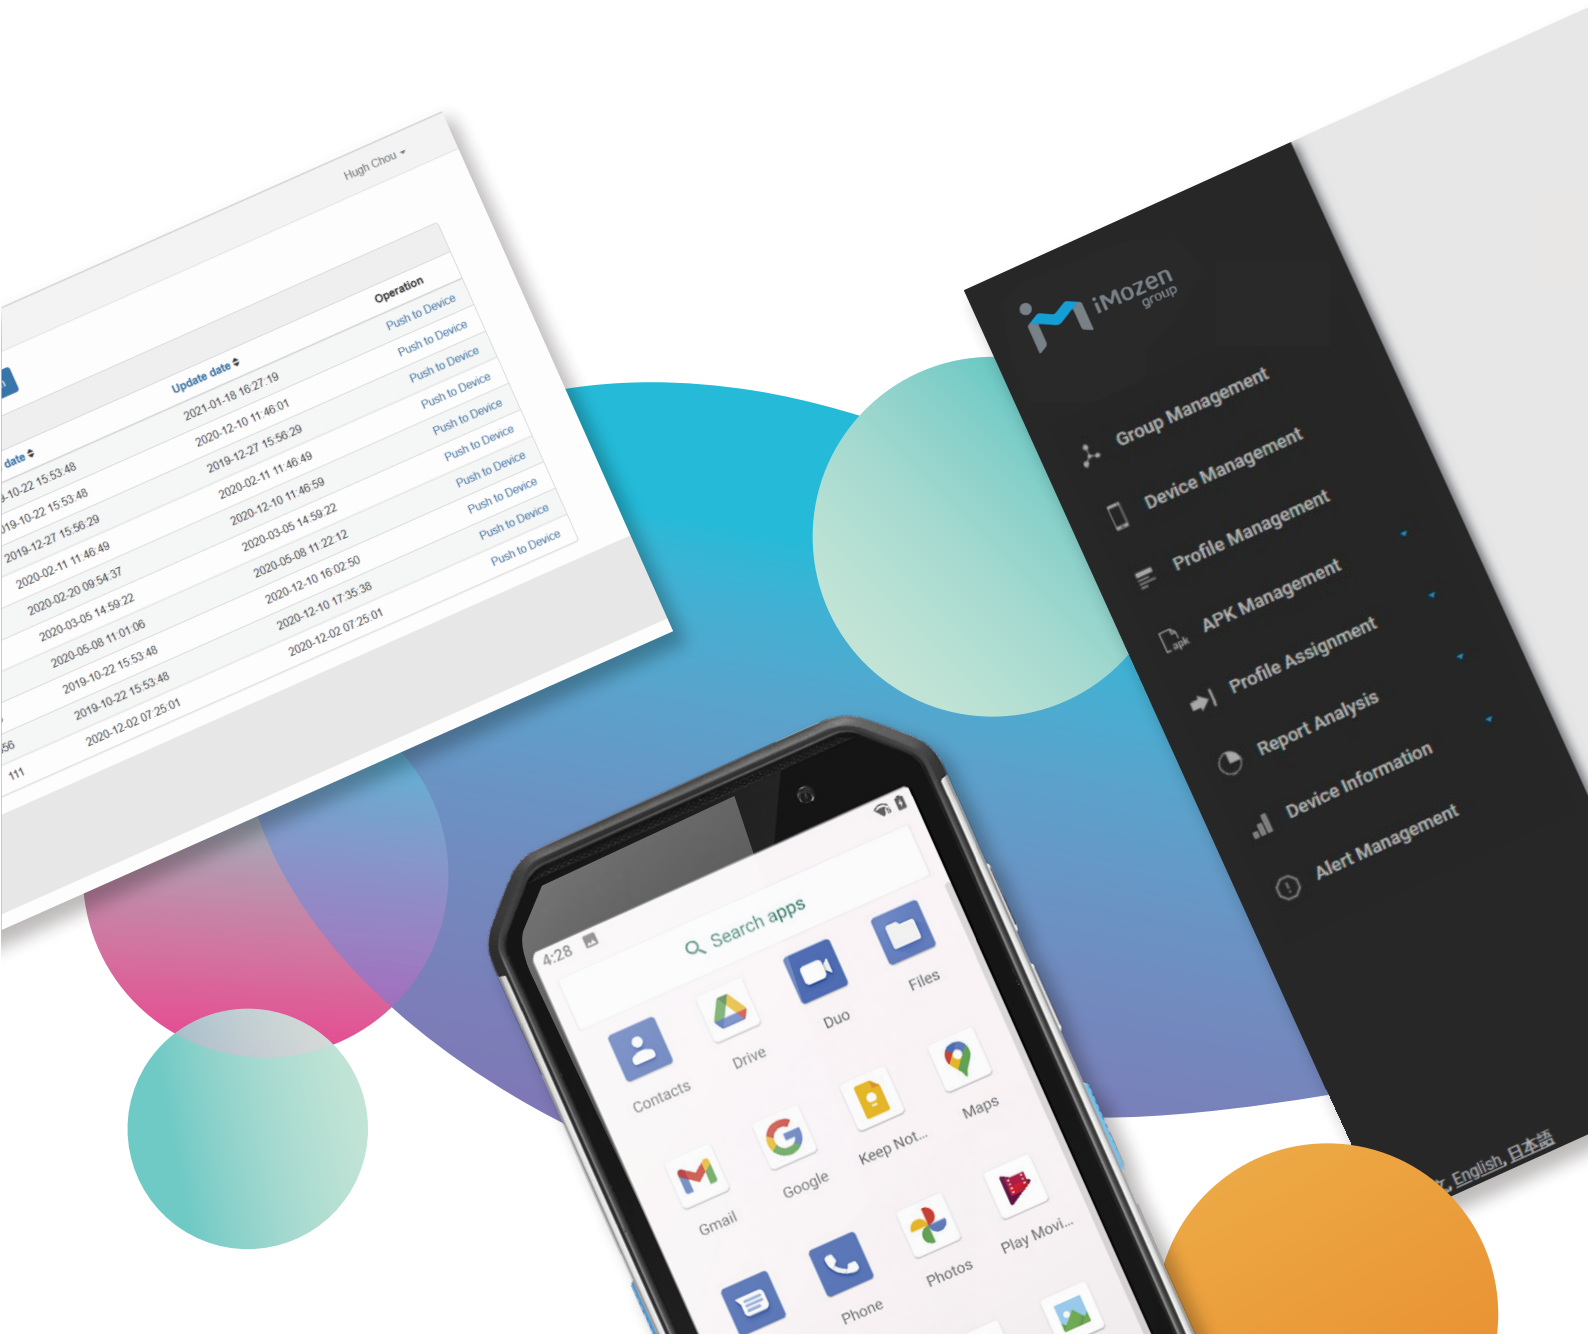 Hugh Chou
Operation
Update date
date
2021-01-18 16:27:19 Push to Device
2020-12-10 11:46:01 Push to Device
2019-10-22 15:53:48 2019-12-27 15:56:29 Push to Device
2019-12-27 15:56:29 2020-02-11 11:46:49 Push to Device
2020-02-11 11:46:49 2020-12-10 11:46:59 Push to Device
2020-02-20 09:54:37 2020-03-05 14:59:22 Push to Device
2020-03-05 14:59:22 2020-05-08 11:22:12 Push to Device
2020-05-08 11:01:06 2020-12-10 16:02:50 Push to Device
2019-10-22 15:53:48 2020-12-10 17:35:38 Push to Device
56 2019-10-22 15:53:48 2020-12-02 07:25:01 Push to Device
111 2020-12-02 07:25:01
iMozen
group
Group Management
Device Management
Profile Management
APK Management
Profile Assignment
Report Analysis
Device Information
Alert Management
English, 日本語
4:28
Search apps
Contacts
Drive
Duo
Files
Gmail
Google
Keep Not...
Maps
Phone
Photos
Play Movi...